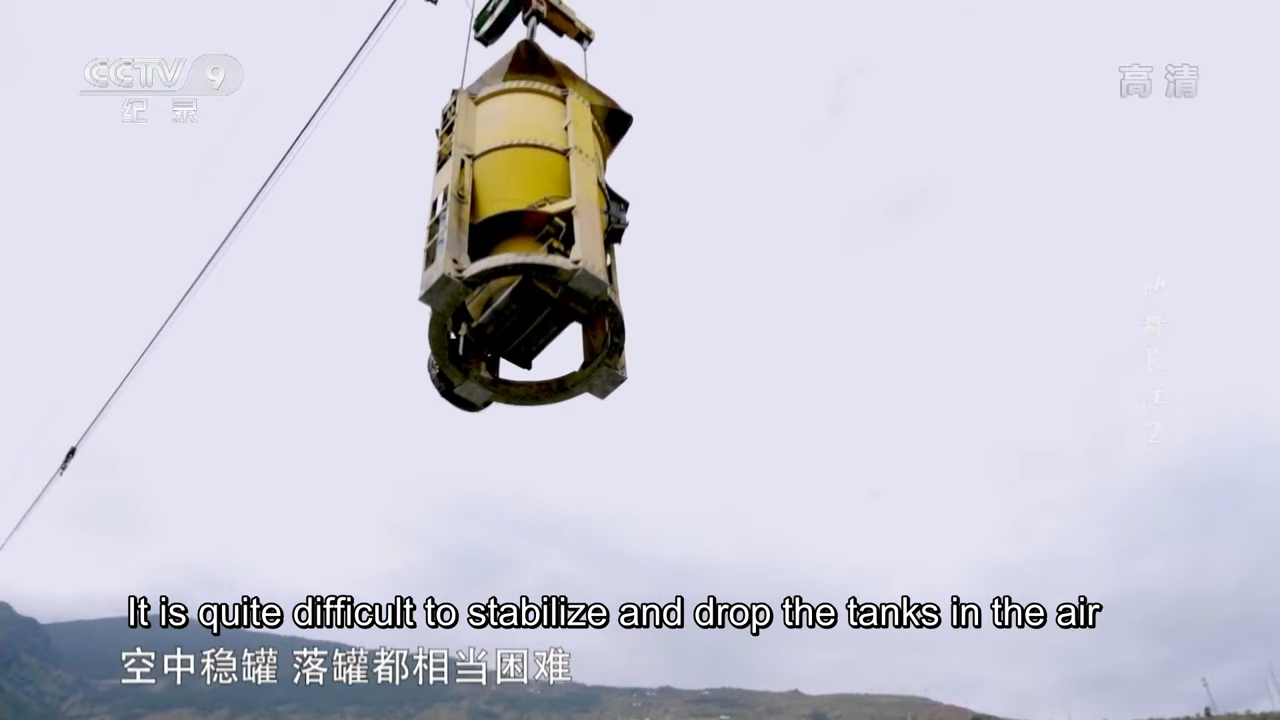 CCTV 9
纪 录
高清
It is quite difficult to stabilize and drop the tanks in the air
空中稳罐 落罐都相当困难